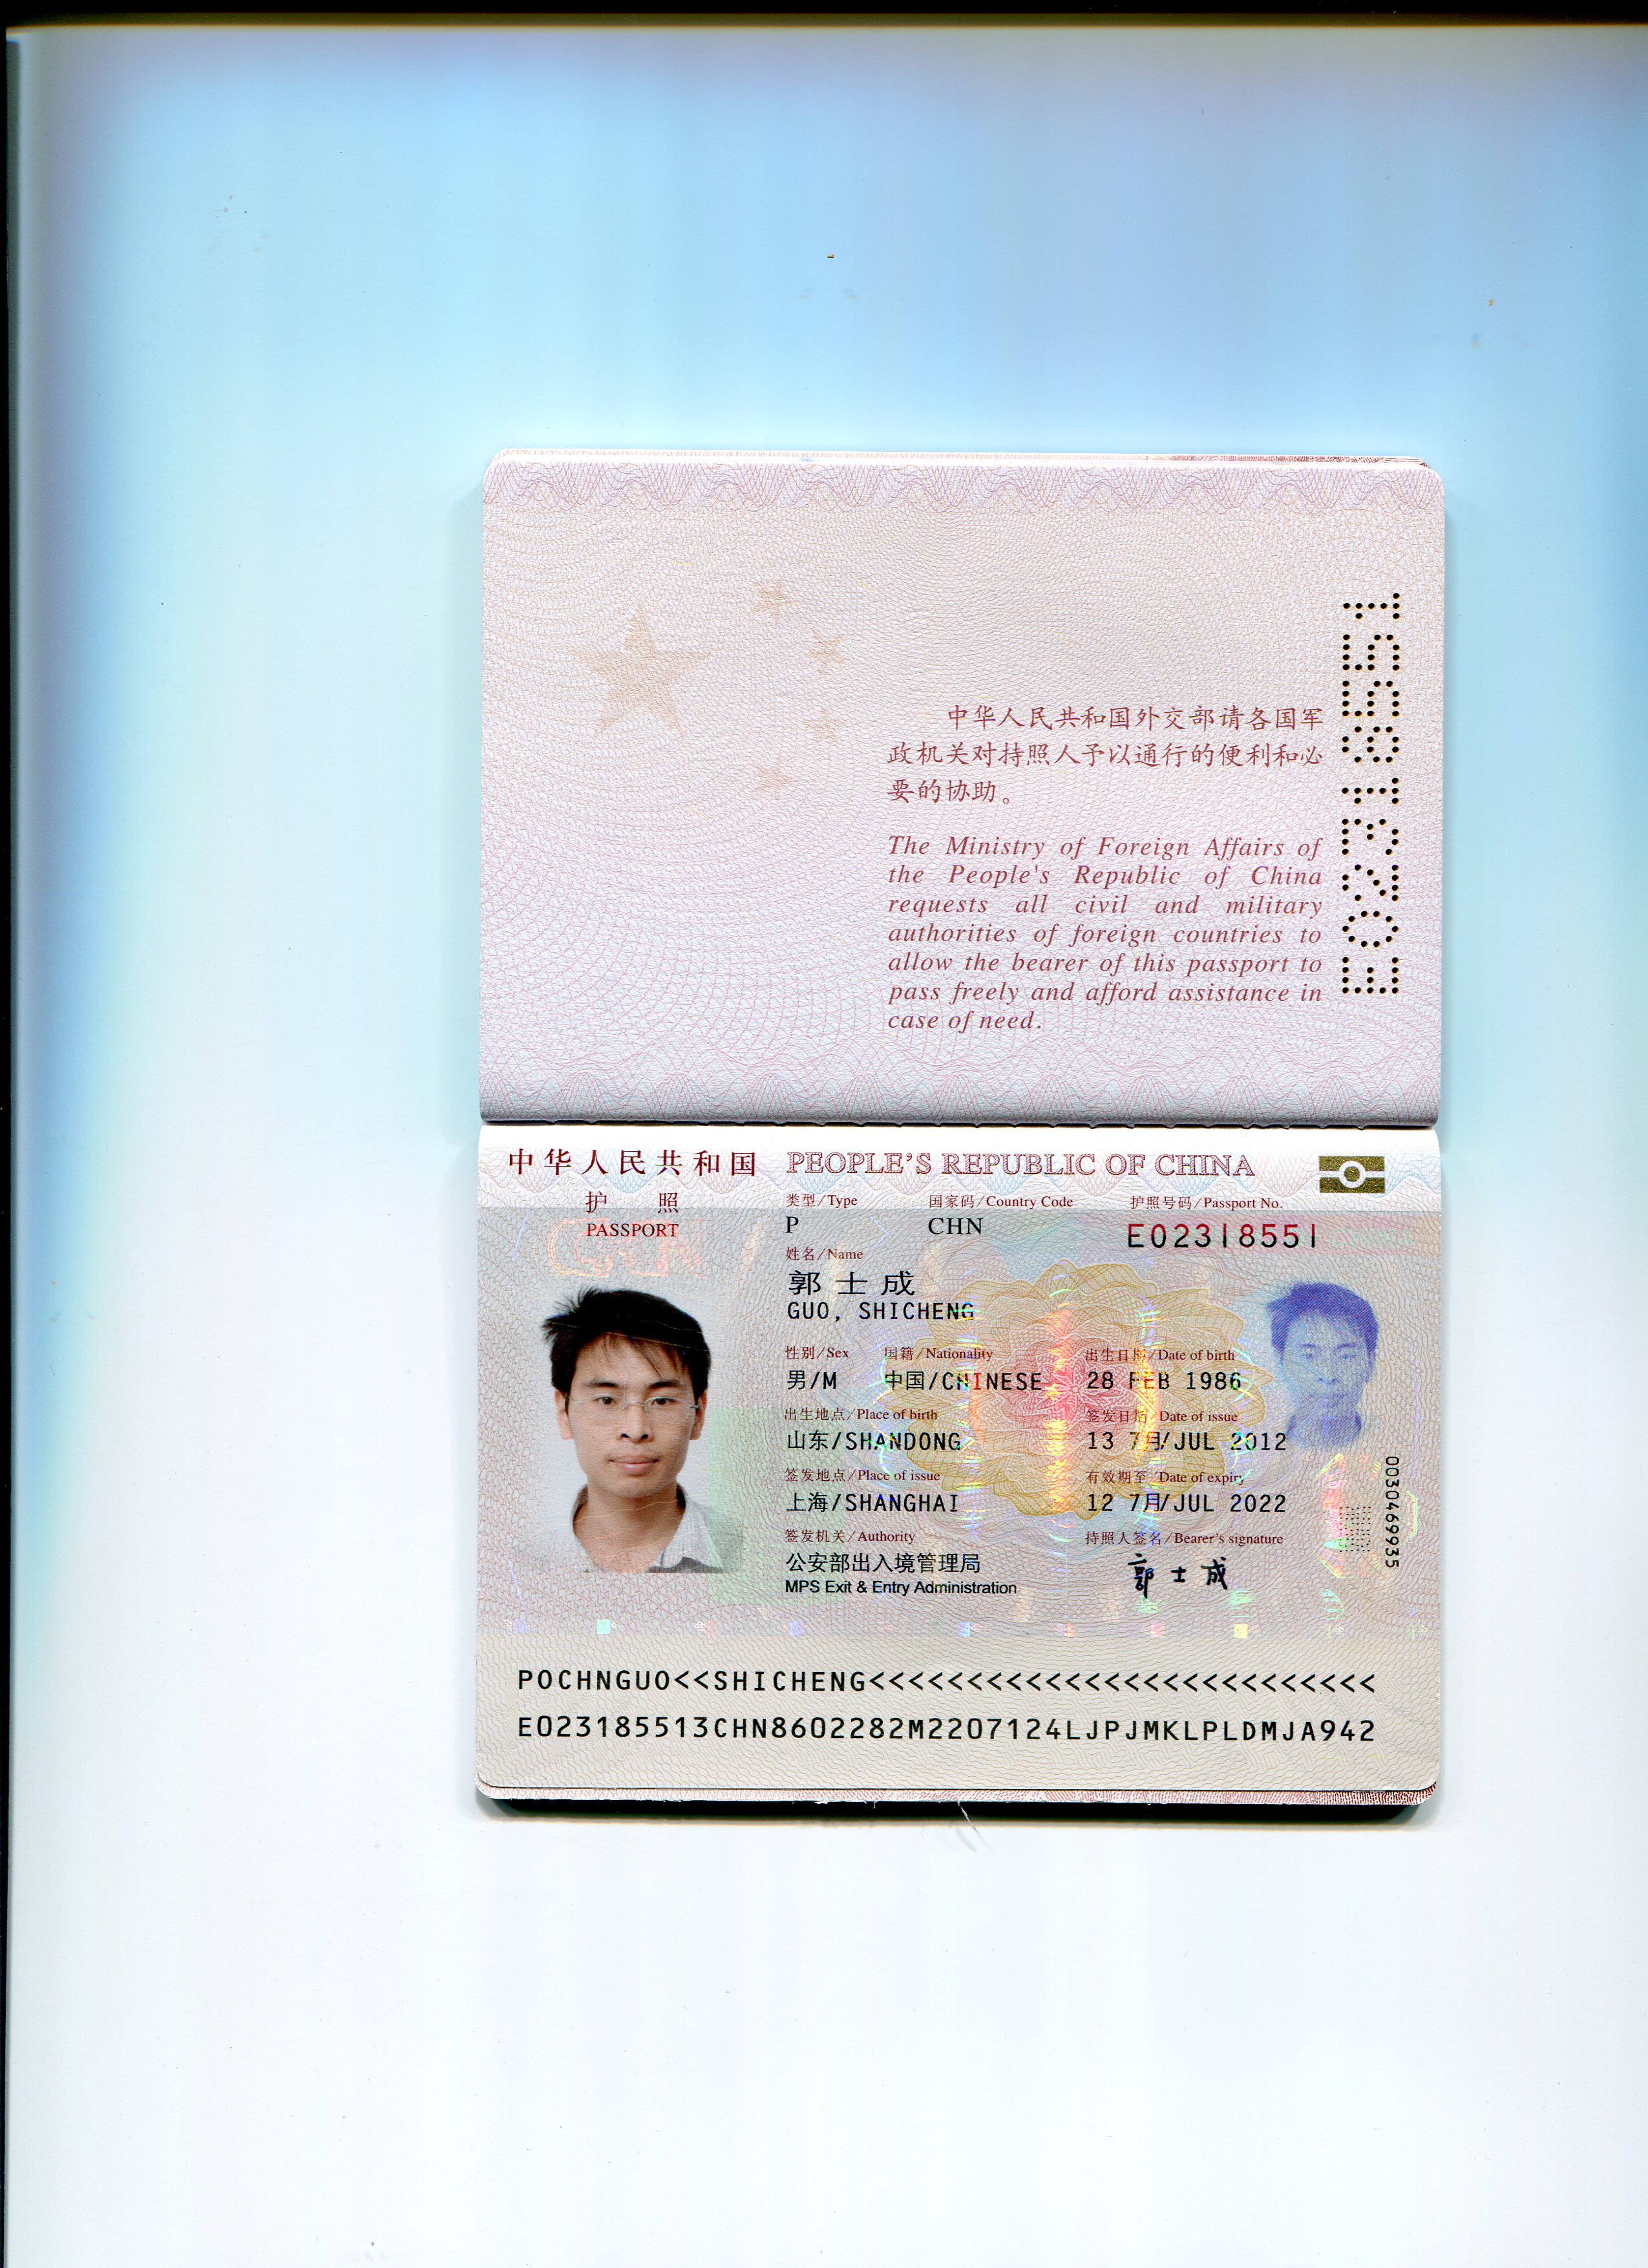 中华人民共和国外交部请各国军
政机关对持照人予以通行的便利和必
要的协助。
The Ministry of Foreign Affairs of
the People's Republic of China
requests all civil and military
authorities of foreign countries to
allow the bearer of this passport to
pass freely and afford assistance in
case of need.
E02318551
中华人民共和国 PEOPLE'S REPUBLIC OF CHINA
护照 类型/Type 国家码/Country Code 护照号码/Passport No.
PASSPORT P CHN E02318551
姓名/Name
郭士成
GUO, SHICHENG
性别/Sex 国籍/Nationality 出生日期/Date of birth
男/M 中国/CHINESE 28 FEB 1986
出生地点/Place of birth 签发日期/Date of issue
山东/SHANDONG 13 7月/JUL 2012
签发地点/Place of issue 有效期至/Date of expiry
上海/SHANGHAI 12 7月/JUL 2022
签发机关/Authority 持照人签名/Bearer's signature
公安部出入境管理局 郭士成
MPS Exit & Entry Administration
003046993​5
POCHNGUO<<SHICHENG<<<<<<<<<<<<<<<<<<<<<<<<<<
E023185513CHN8602282M2207124LJPJMKLPLDMJA942